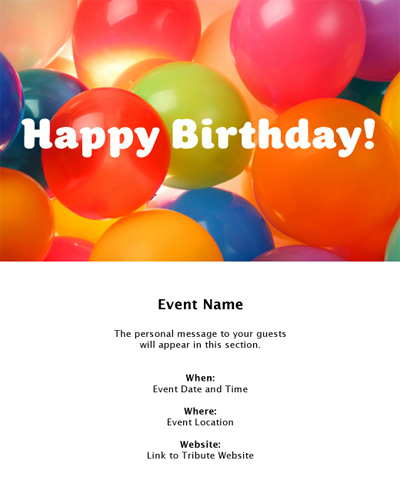 Happy Birthday!
Event Name
The personal message to your guests
will appear in this section.
When:
Event Date and Time
Where:
Event Location
Website:
Link to Tribute Website